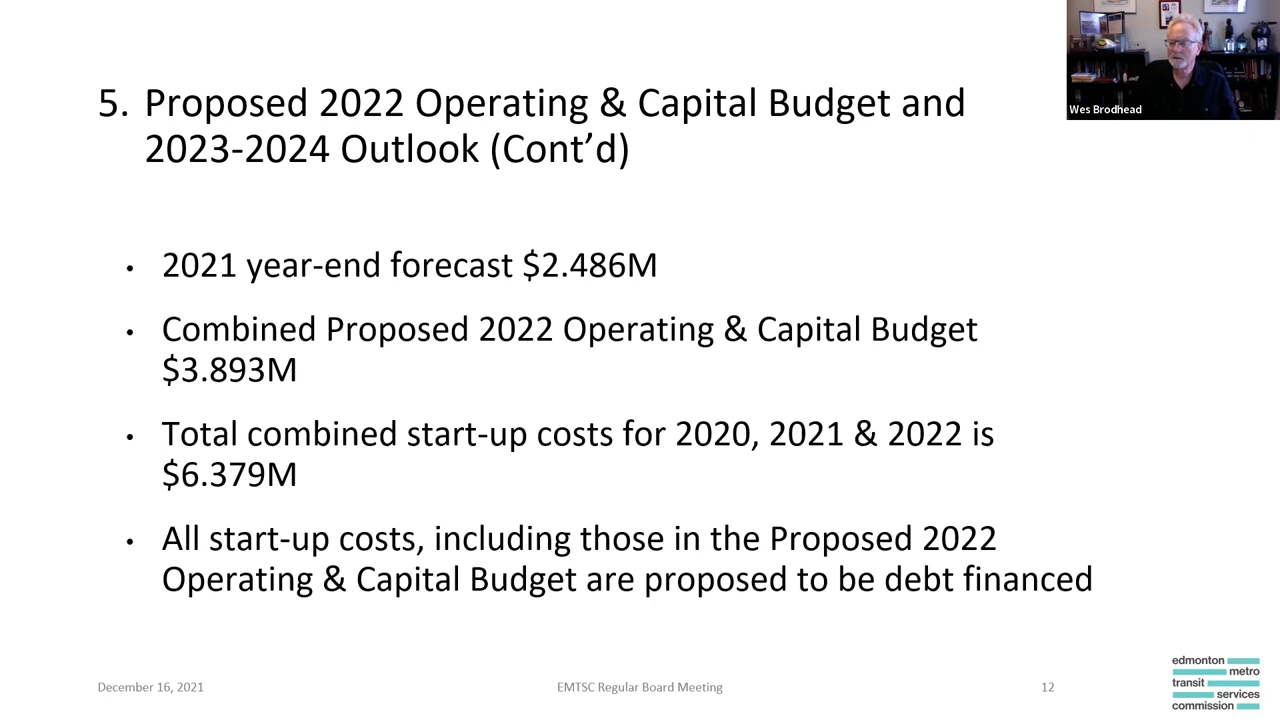 Wes Brodhead
5. Proposed 2022 Operating & Capital Budget and
2023-2024 Outlook (Cont’d)
• 2021 year-end forecast $2.486M
• Combined Proposed 2022 Operating & Capital Budget
$3.893M
• Total combined start-up costs for 2020, 2021 & 2022 is
$6.379M
• All start-up costs, including those in the Proposed 2022
Operating & Capital Budget are proposed to be debt financed
December 16, 2021
EMTSC Regular Board Meeting
12
edmonton
metro
transit
services
commission